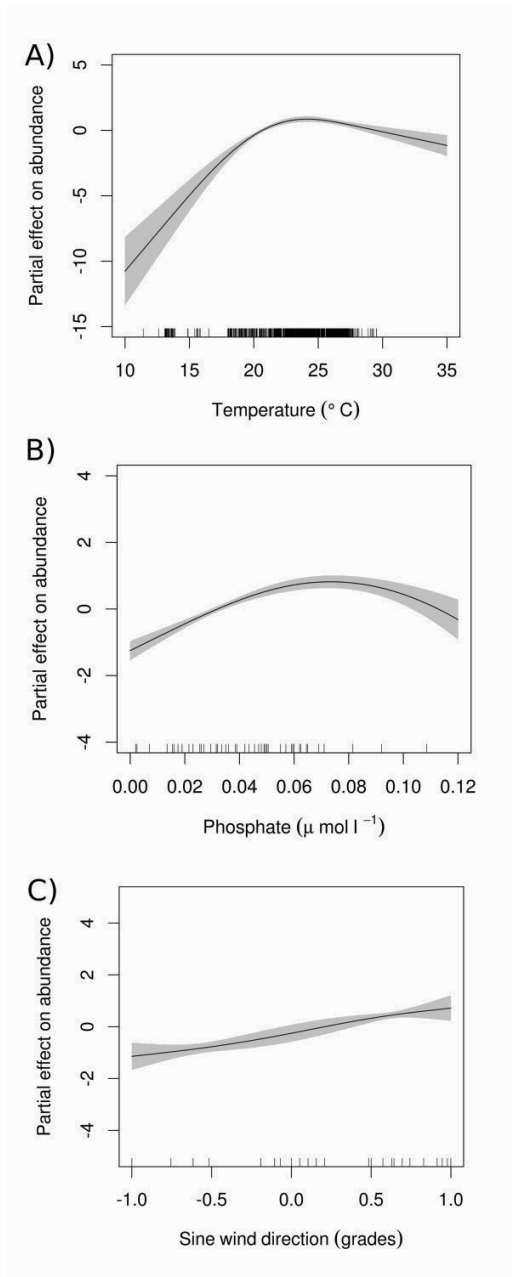 A)
Partial effect on abundance
5
0
-5
-10
-15
10 15 20 25 30 35
Temperature (° C)
B)
Partial effect on abundance
4
2
0
-2
-4
0.00 0.02 0.04 0.06 0.08 0.10 0.12
Phosphate (μ mol l⁻¹)
C)
Partial effect on abundance
4
2
0
-2
-4
-1.0 -0.5 0.0 0.5 1.0
Sine wind direction (grades)